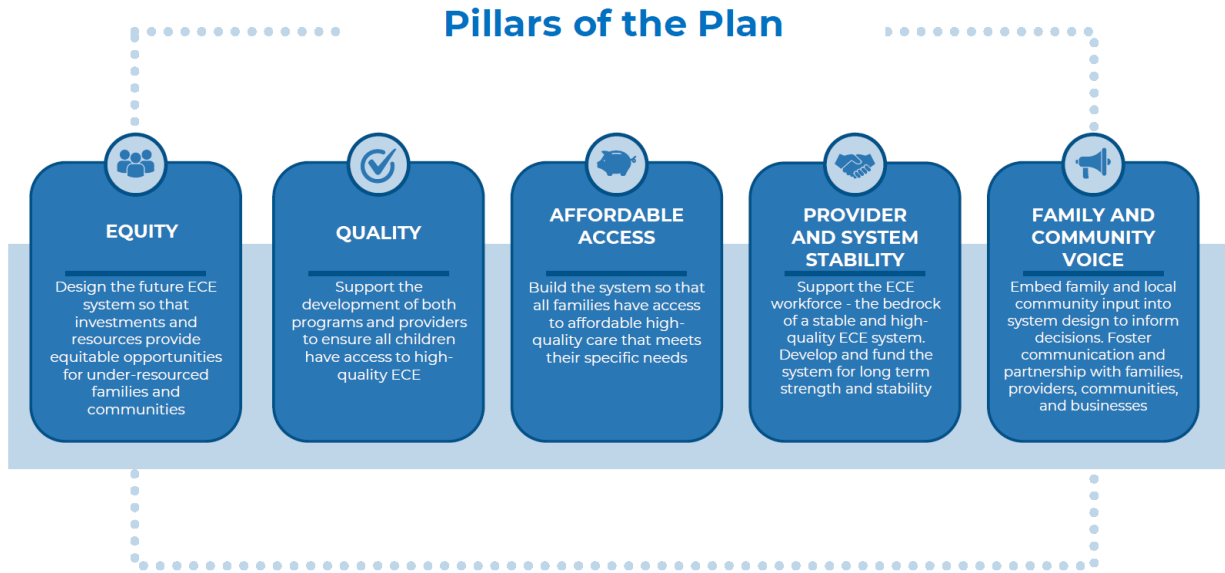 Pillars of the Plan
EQUITY
Design the future ECE
system so that
investments and
resources provide
equitable opportunities
for under-resourced
families and
communities
QUALITY
Support the
development of both
programs and providers
to ensure all children
have access to high-
quality ECE
AFFORDABLE
ACCESS
Build the system so that
all families have access
to affordable high-
quality care that meets
their specific needs
PROVIDER
AND SYSTEM
STABILITY
Support the ECE
workforce - the bedrock
of a stable and high-
quality ECE system.
Develop and fund the
system for long term
strength and stability
FAMILY AND
COMMUNITY
VOICE
Embed family and local
community input into
system design to inform
decisions. Foster
communication and
partnership with families,
providers, communities,
and businesses